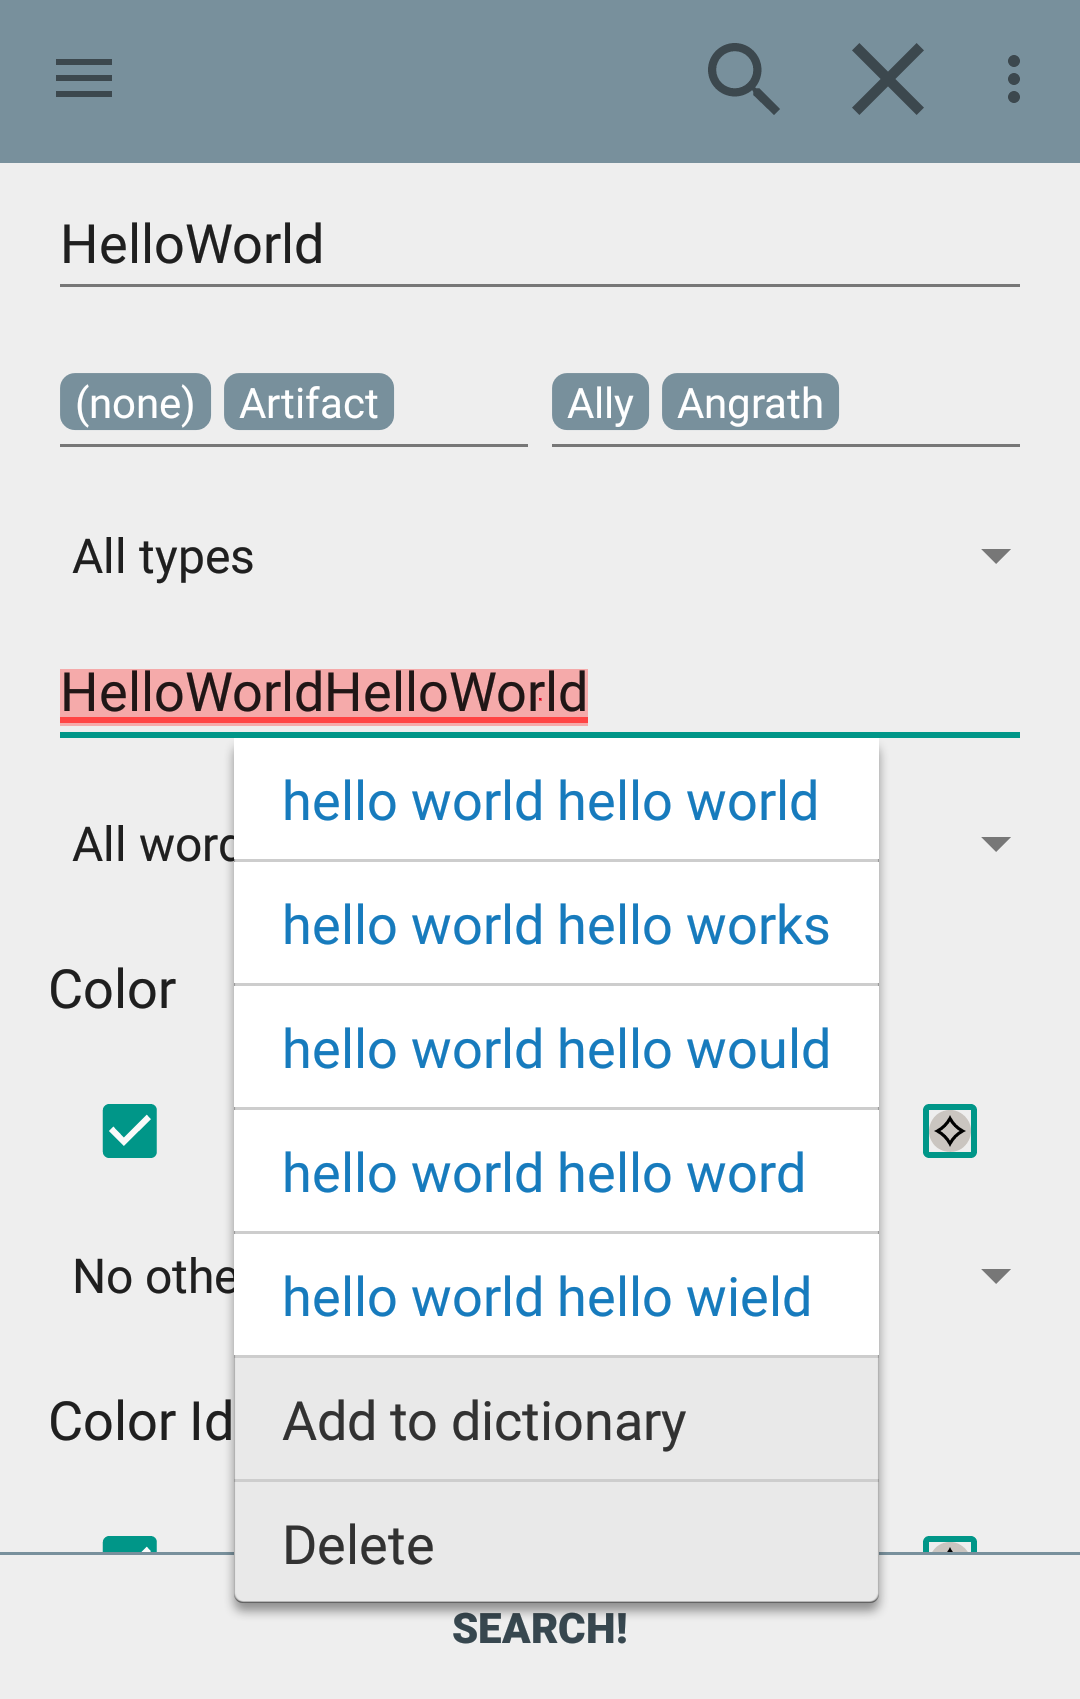 HelloWorld
(none) Artifact Ally Angrath
All types
HelloWorldHelloWorld
hello world hello world
All word
hello world hello works
Color
hello world hello would
hello world hello word
No othe
hello world hello wield
Color Id
Add to dictionary
Delete
SEARCH!